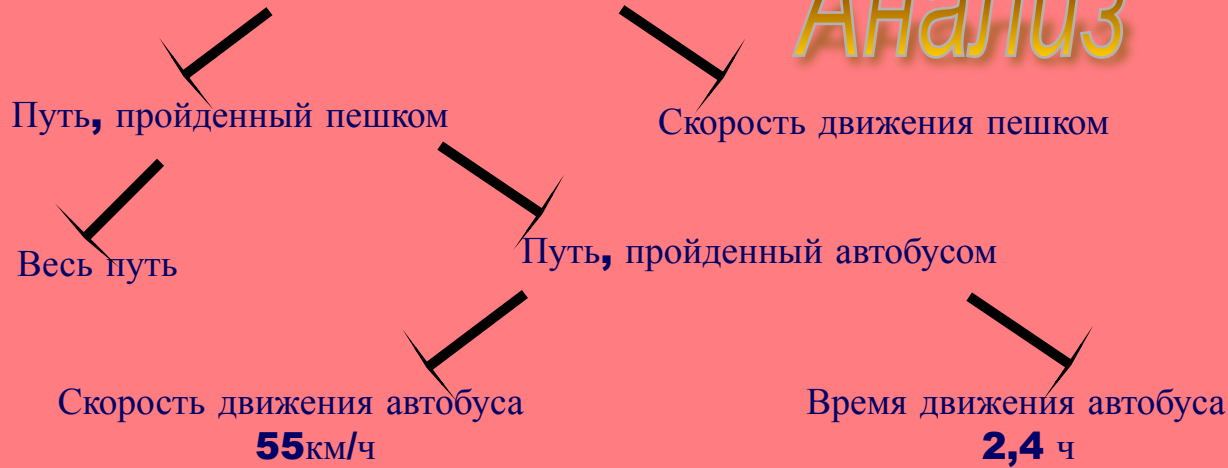 Анализ
Путь, пройденный пешком
Скорость движения пешком
Весь путь
Путь, пройденный автобусом
Скорость движения автобуса
55км/ч
Время движения автобуса
2,4 ч